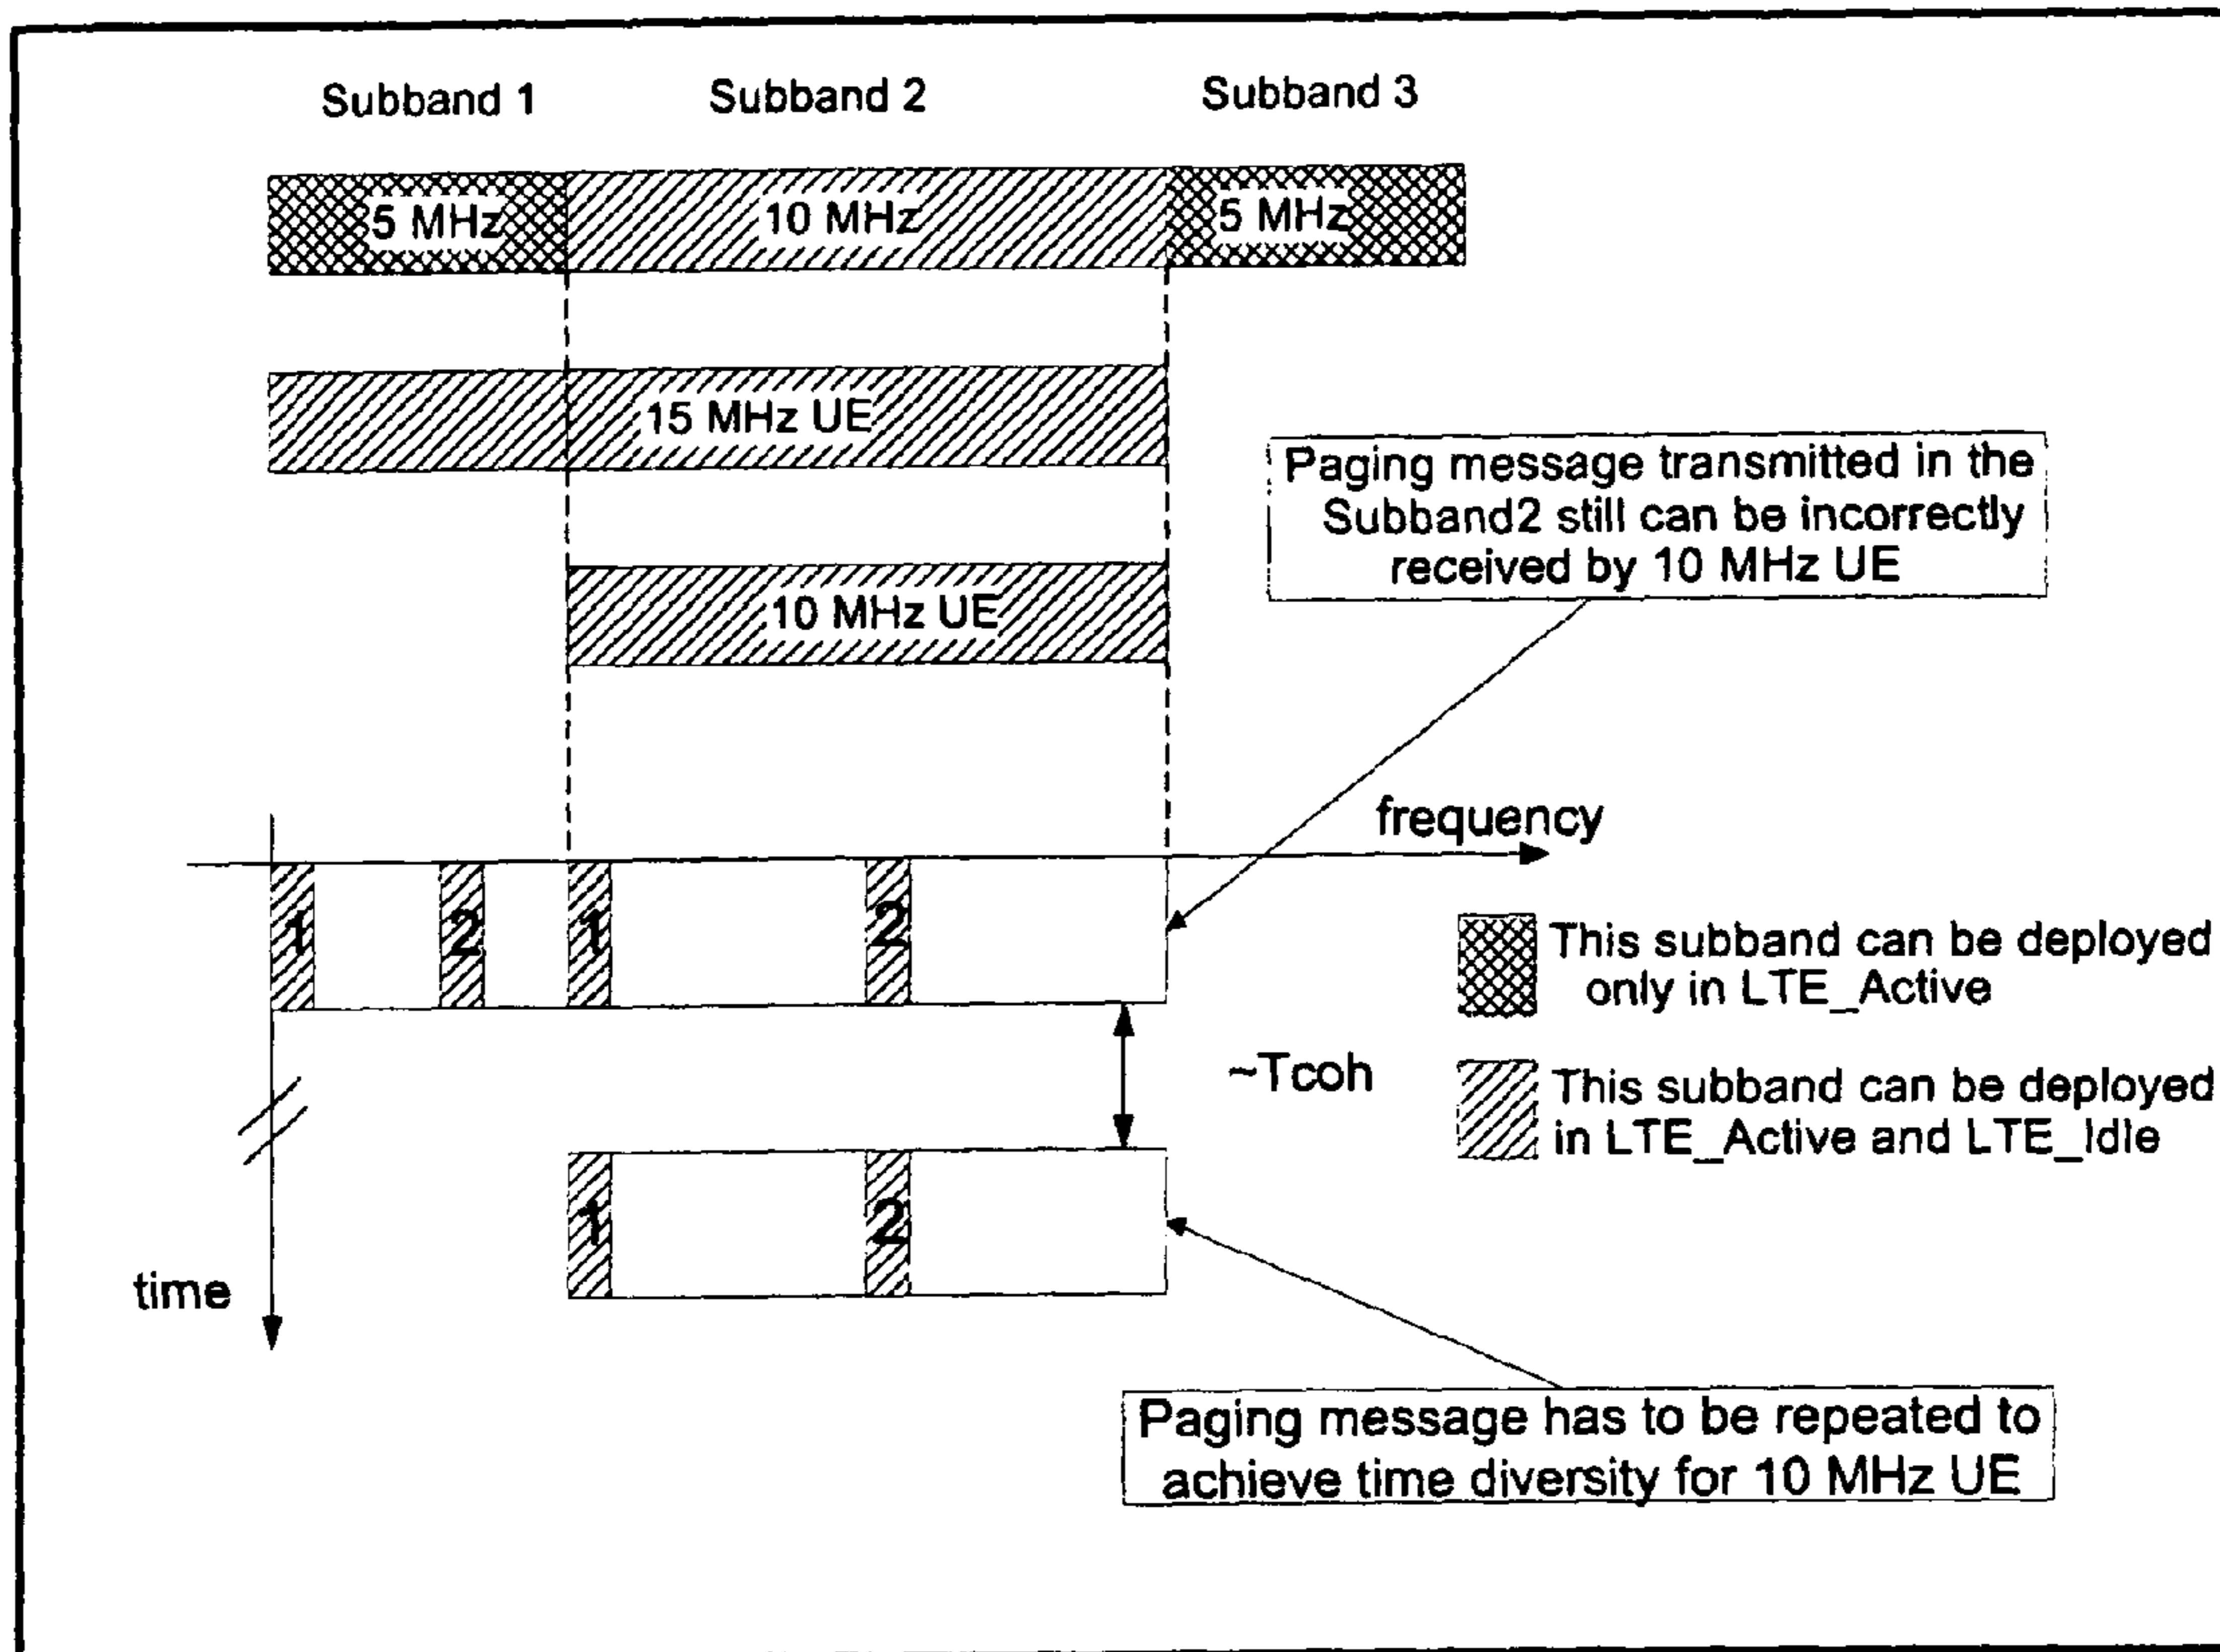 Subband 1 Subband 2 Subband 3
5 MHz 10 MHz 5 MHz
15 MHz UE
Paging message transmitted in the
Subband2 still can be incorrectly
received by 10 MHz UE
10 MHz UE
frequency
1 2 1 2
This subband can be deployed
only in LTE_Active
~Tcoh
This subband can be deployed
in LTE_Active and LTE_Idle
1 2
time
Paging message has to be repeated to
achieve time diversity for 10 MHz UE